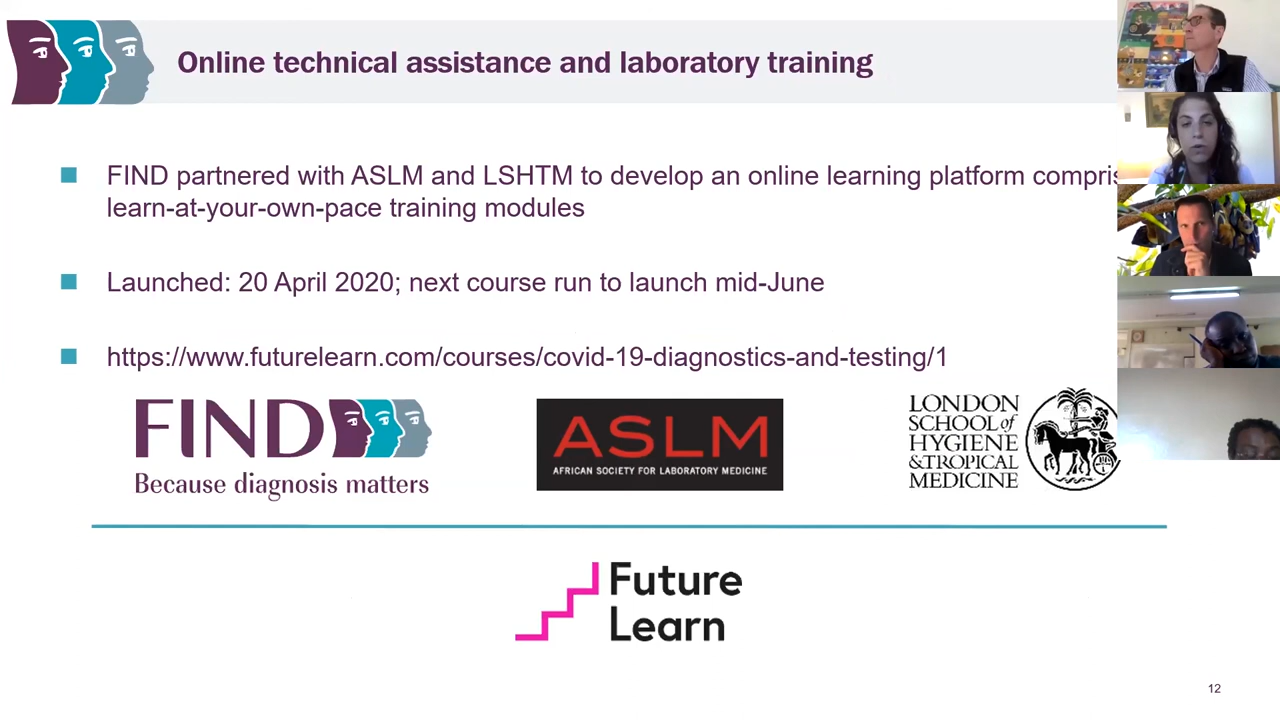 Online technical assistance and laboratory training
FIND partnered with ASLM and LSHTM to develop an online learning platform
learn-at-your-own-pace training modules
Launched: 20 April 2020; next course run to launch mid-June
https://www.futurelearn.com/courses/covid-19-diagnostics-and-testing/1
FIND
Because diagnosis matters
ASLM
AFRICAN SOCIETY FOR LABORATORY MEDICINE
LONDON
SCHOOL of
HYGIENE
& TROPICAL
MEDICINE
Future
Learn
12